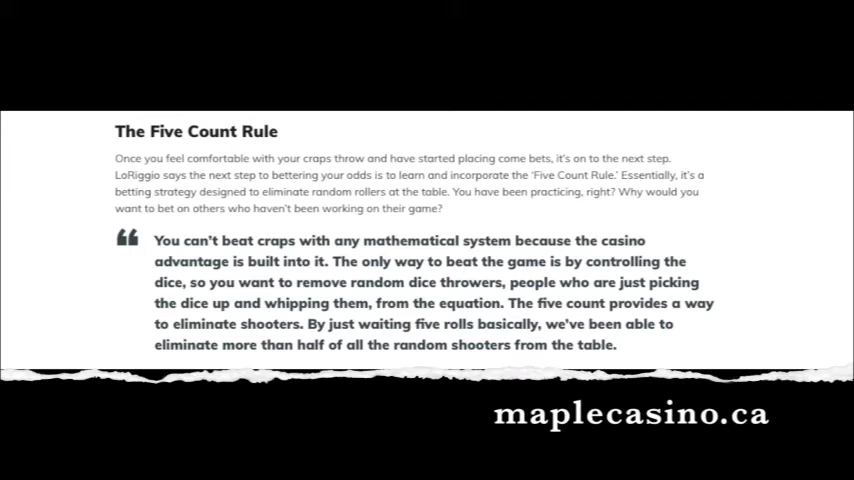 The Five Count Rule
Once you feel comfortable with your craps throw and have started placing come bets, it's on to the next step.
LoRiggio says the next step to bettering your odds is to learn and incorporate the 'Five Count Rule.' Essentially, it's a
betting strategy designed to eliminate random rollers at the table. You have been practicing, right? Why would you
want to bet on others who haven't been working on their game?
❝ You can't beat craps with any mathematical system because the casino
advantage is built into it. The only way to beat the game is by controlling the
dice, so you want to remove random dice throwers, people who are just picking
the dice up and whipping them, from the equation. The five count provides a way
to eliminate shooters. By just waiting five rolls basically, we've been able to
eliminate more than half of all the random shooters from the table.
maplecasino.ca